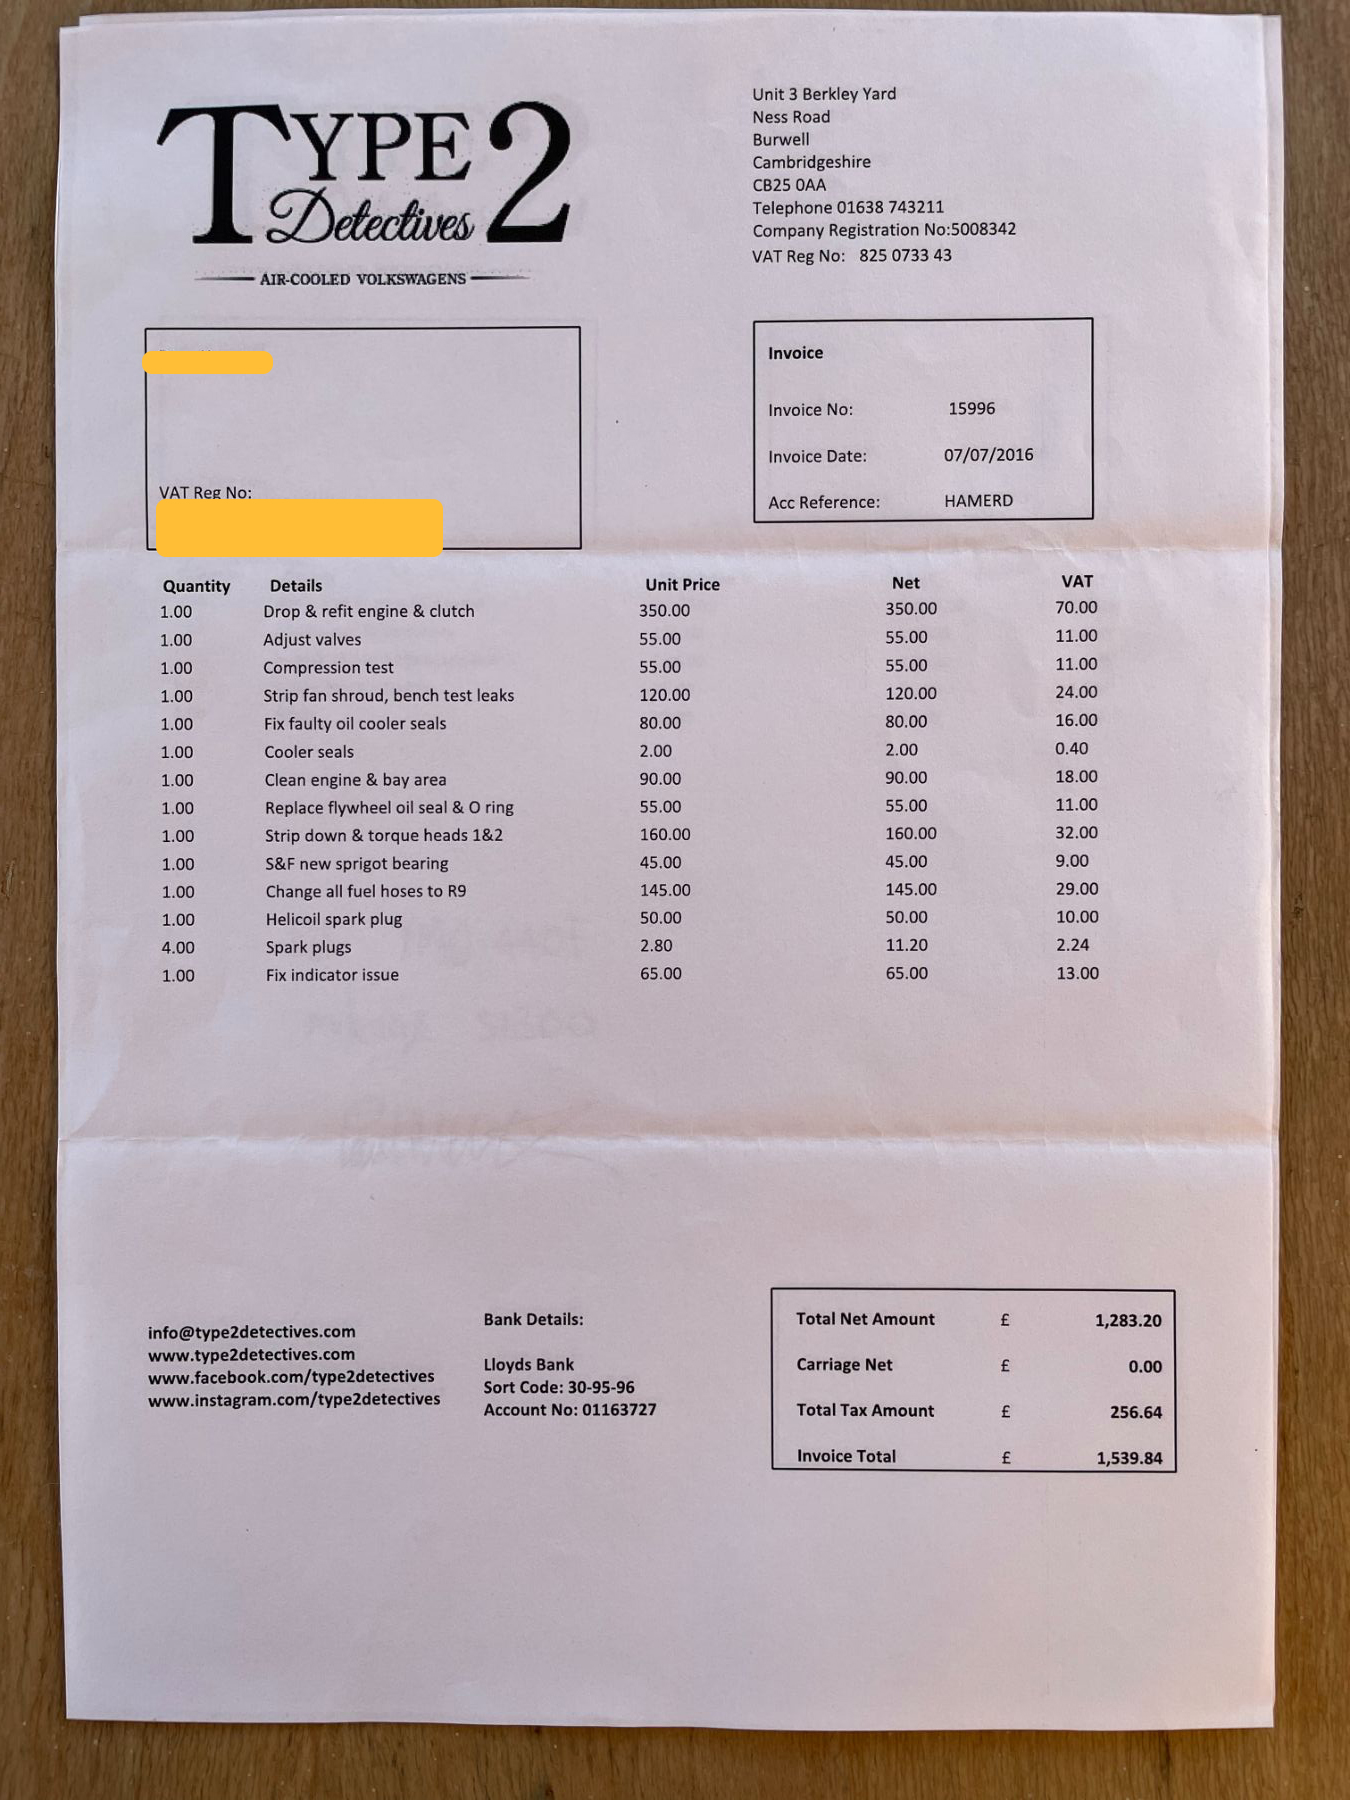 TYPE 2
Detectives
AIR-COOLED VOLKSWAGENS
Unit 3 Berkley Yard
Ness Road
Burwell
Cambridgeshire
CB25 0AA
Telephone 01638 743211
Company Registration No:5008342
VAT Reg No: 825 0733 43
VAT Reg No:
Invoice
Invoice No: 15996
Invoice Date: 07/07/2016
Acc Reference: HAMERD
Quantity Details Unit Price Net VAT
1.00 Drop & refit engine & clutch 350.00 350.00 70.00
1.00 Adjust valves 55.00 55.00 11.00
1.00 Compression test 55.00 55.00 11.00
1.00 Strip fan shroud, bench test leaks 120.00 120.00 24.00
1.00 Fix faulty oil cooler seals 80.00 80.00 16.00
1.00 Cooler seals 2.00 2.00 0.40
1.00 Clean engine & bay area 90.00 90.00 18.00
1.00 Replace flywheel oil seal & O ring 55.00 55.00 11.00
1.00 Strip down & torque heads 1&2 160.00 160.00 32.00
1.00 S&F new sprigot bearing 45.00 45.00 9.00
1.00 Change all fuel hoses to R9 145.00 145.00 29.00
1.00 Helicoil spark plug 50.00 50.00 10.00
4.00 Spark plugs 2.80 11.20 2.24
1.00 Fix indicator issue 65.00 65.00 13.00
info@type2detectives.com
www.type2detectives.com
www.facebook.com/type2detectives
www.instagram.com/type2detectives
Bank Details:
Lloyds Bank
Sort Code: 30-95-96
Account No: 01163727
Total Net Amount £ 1,283.20
Carriage Net £ 0.00
Total Tax Amount £ 256.64
Invoice Total £ 1,539.84